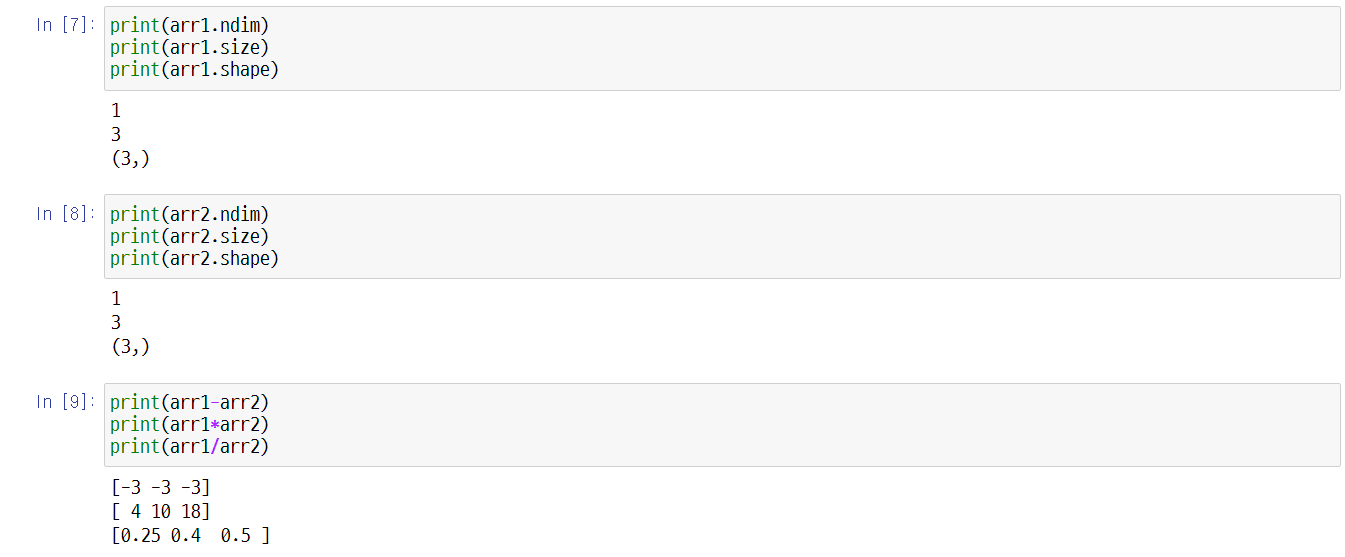 In [7]: print(arr1.ndim)
print(arr1.size)
print(arr1.shape)
1
3
(3,)
In [8]: print(arr2.ndim)
print(arr2.size)
print(arr2.shape)
1
3
(3,)
In [9]: print(arr1-arr2)
print(arr1*arr2)
print(arr1/arr2)
[-3 -3 -3]
[ 4 10 18]
[0.25 0.4  0.5 ]